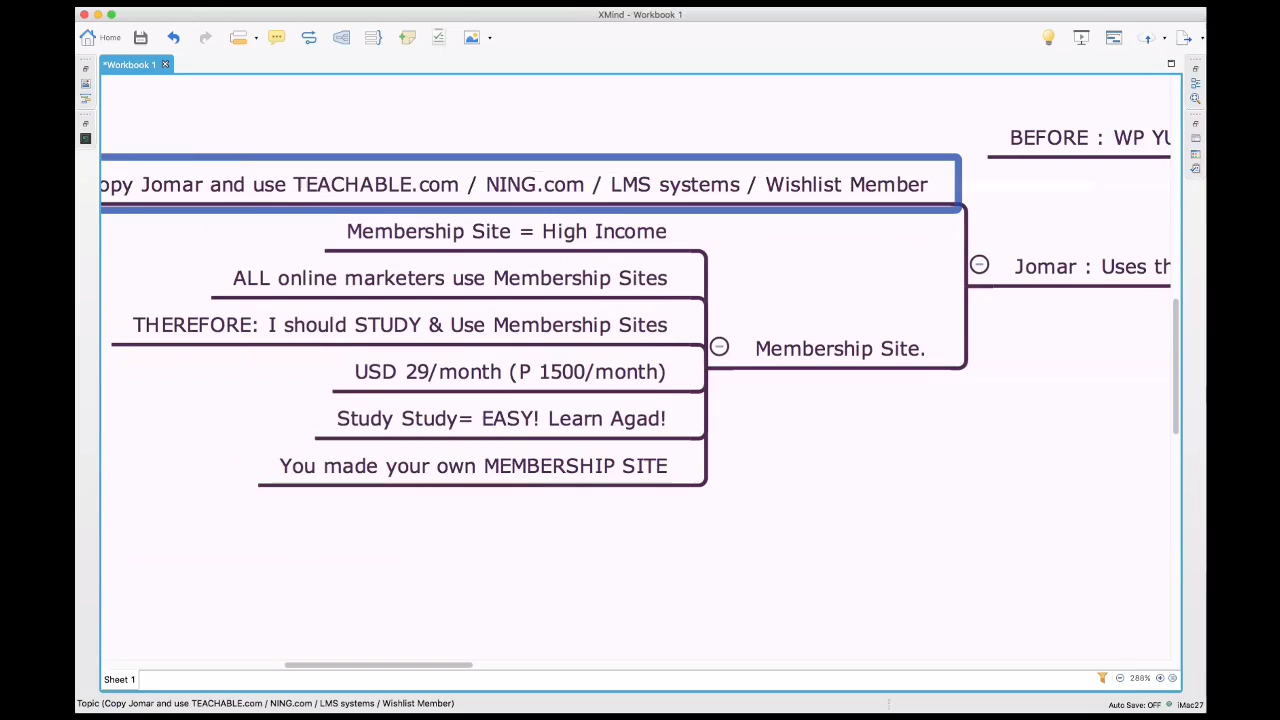 XMind - Workbook 1
Home
*Workbook 1
BEFORE : WP YU
opy Jomar and use TEACHABLE.com / NING.com / LMS systems / Wishlist Member
Membership Site = High Income
ALL online marketers use Membership Sites
Jomar : Uses th
THEREFORE: I should STUDY & Use Membership Sites
Membership Site.
USD 29/month (P 1500/month)
Study Study= EASY! Learn Agad!
You made your own MEMBERSHIP SITE
Sheet 1
288%
Topic (Copy Jomar and use TEACHABLE.com / NING.com / LMS systems / Wishlist Member)
Auto Save: OFF
iMac27